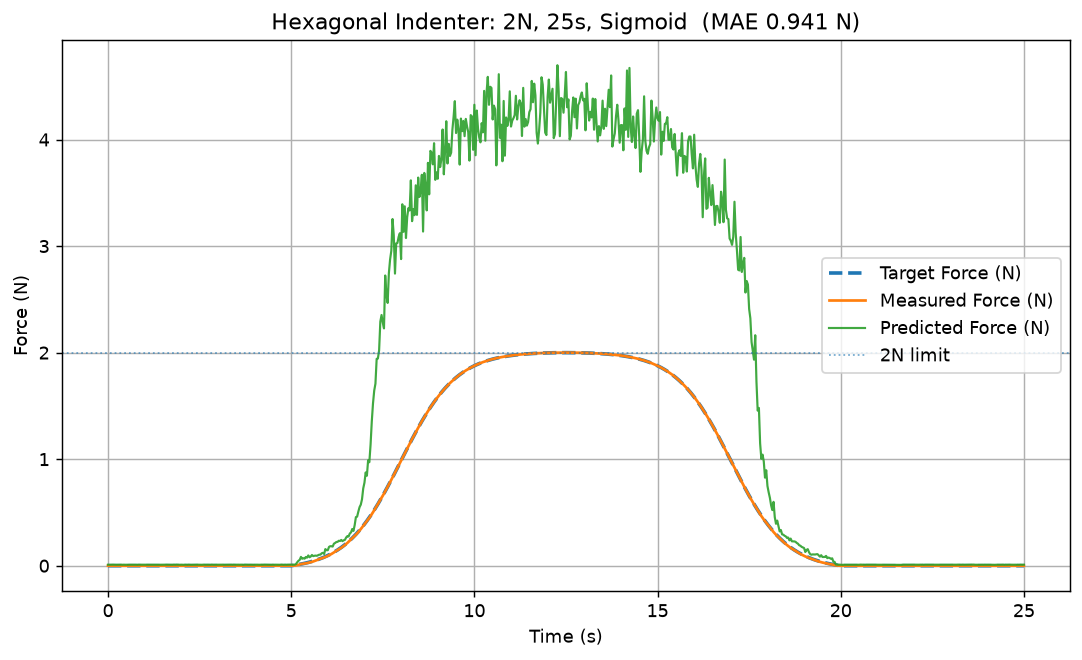 Hexagonal Indenter: 2N, 25s, Sigmoid  (MAE 0.941 N)
Force (N)
4
3
2
1
0
Target Force (N)
Measured Force (N)
Predicted Force (N)
2N limit
0 5 10 15 20 25
Time (s)